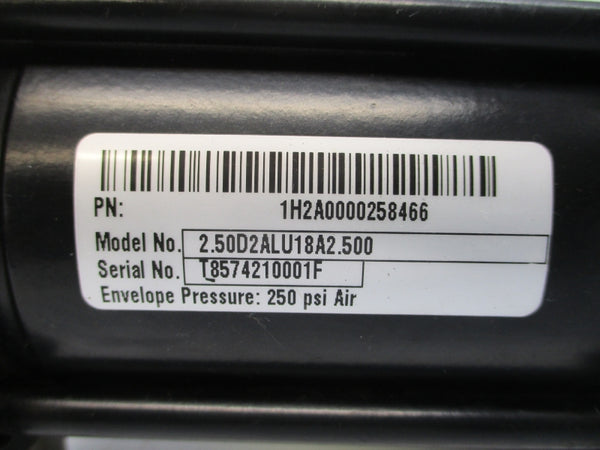 PN: 1H2A0000258466
Model No. 2.50D2ALU18A2.500
Serial No. T8574210001F
Envelope Pressure: 250 psi Air